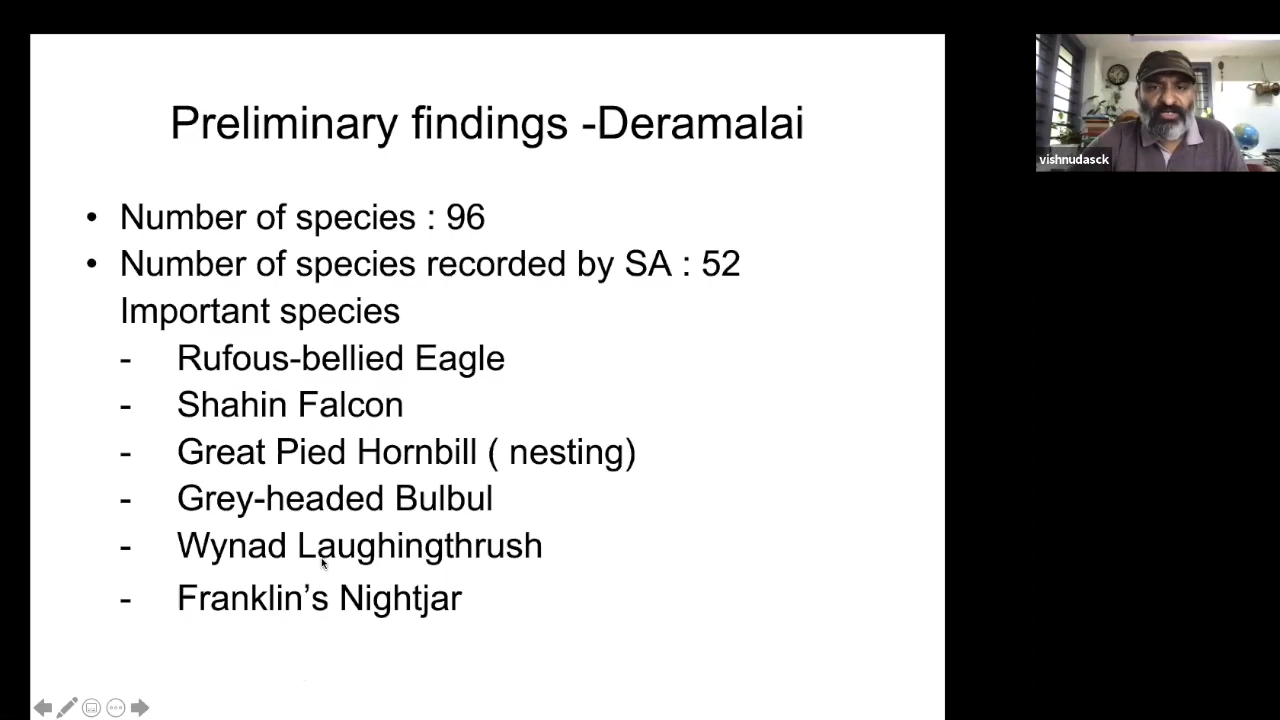 Preliminary findings -Deramalai
• Number of species : 96
• Number of species recorded by SA : 52
Important species
- Rufous-bellied Eagle
- Shahin Falcon
- Great Pied Hornbill ( nesting)
- Grey-headed Bulbul
- Wynad Laughingthrush
- Franklin’s Nightjar
vishnudasck